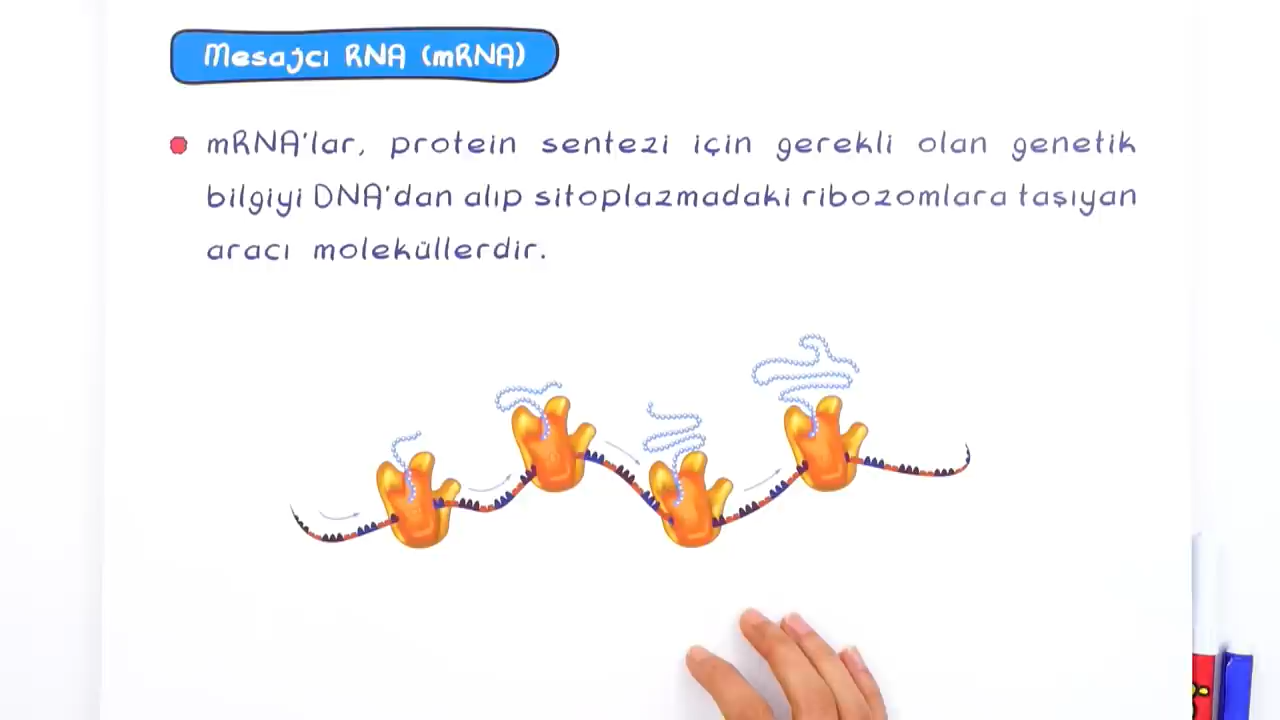 Mesajcı RNA (mRNA)
mRNA'lar, protein sentezi için gerekli olan genetik
bilgiyi DNA'dan alıp sitoplazmadaki ribozomlara taşıyan
aracı moleküllerdir.